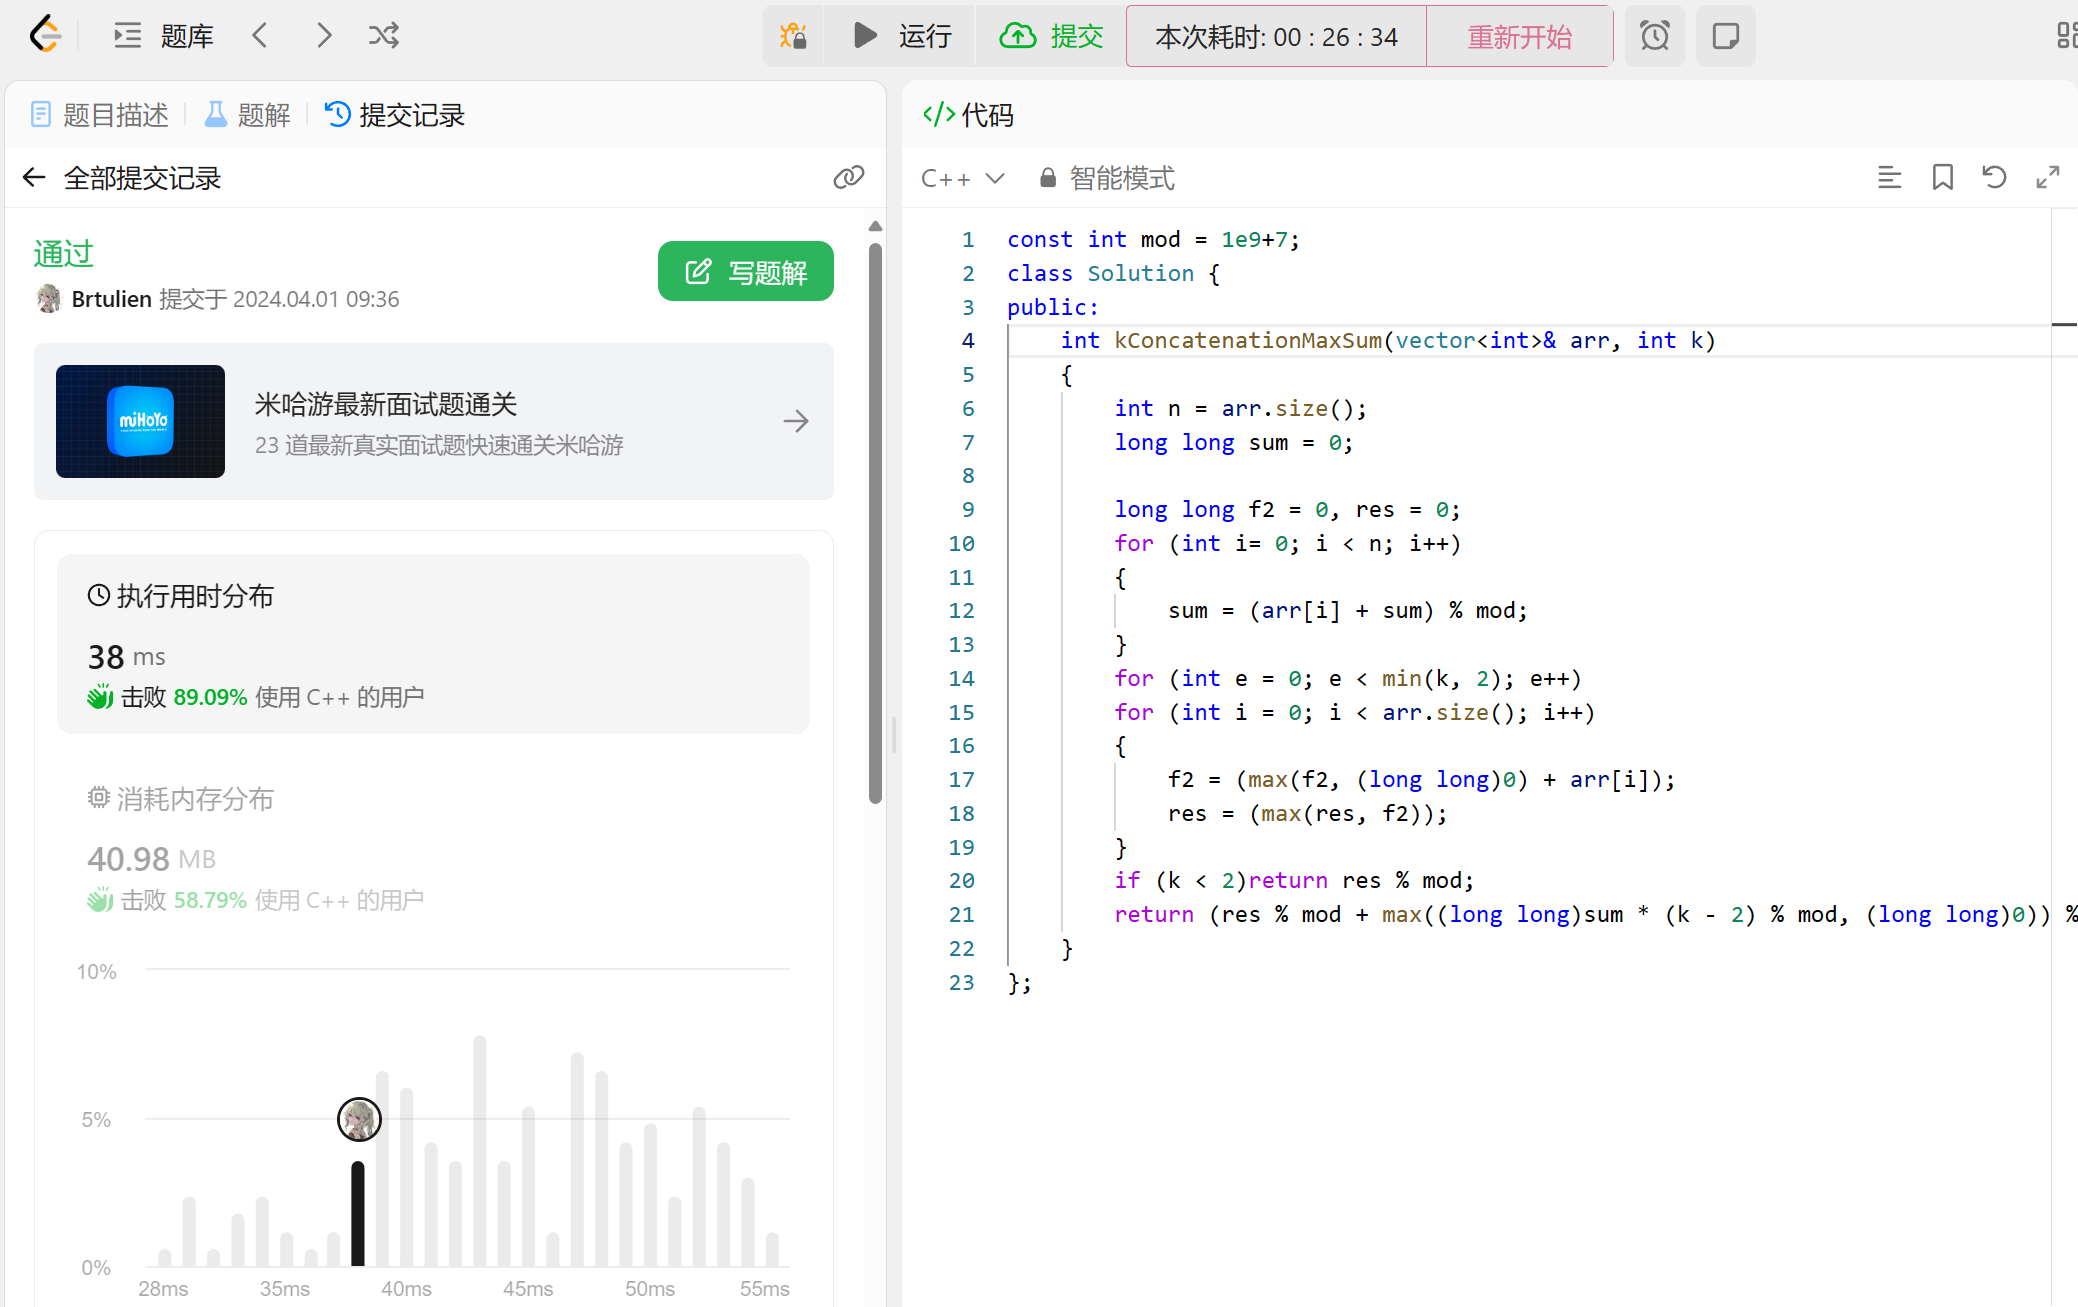 题库
运行
提交
本次耗时: 00 : 26 : 34
重新开始
题目描述
题解
提交记录
全部提交记录
通过
Brtulien 提交于 2024.04.01 09:36
写题解
miHoYo
米哈游最新面试题通关
23 道最新真实面试题快速通关米哈游
执行用时分布
38 ms
击败 89.09% 使用 C++ 的用户
消耗内存分布
40.98 MB
击败 58.79% 使用 C++ 的用户
10%
5%
0%
28ms 35ms 40ms 45ms 50ms 55ms
</> 代码
C++ 智能模式
1 const int mod = 1e9+7;
2 class Solution {
3 public:
4 int kConcatenationMaxSum(vector<int>& arr, int k)
5 {
6 int n = arr.size();
7 long long sum = 0;
8
9 long long f2 = 0, res = 0;
10 for (int i= 0; i < n; i++)
11 {
12 sum = (arr[i] + sum) % mod;
13 }
14 for (int e = 0; e < min(k, 2); e++)
15 for (int i = 0; i < arr.size(); i++)
16 {
17 f2 = (max(f2, (long long)0) + arr[i]);
18 res = (max(res, f2));
19 }
20 if (k < 2)return res % mod;
21 return (res % mod + max((long long)sum * (k - 2) % mod, (long long)0)) %
22 }
23 };